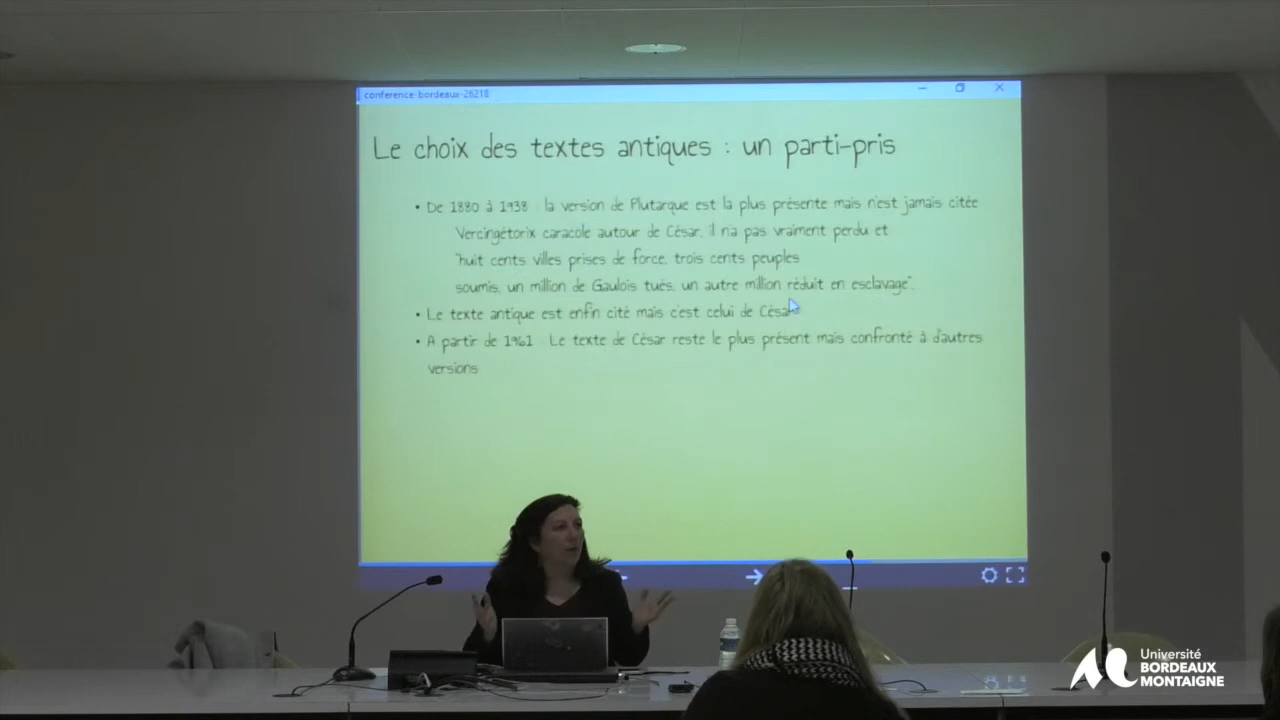 conference-bordeaux-26218
Le choix des textes antiques : un parti-pris
• De 1880 à 1938 : la version de Plutarque est la plus présente mais n'est jamais citée
Vercingétorix caracole autour de César, il n'a pas vraiment perdu et
"huit cents villes prises de force, trois cents peuples
soumis, un million de Gaulois tués, un autre million réduit en esclavage".
• Le texte antique est enfin cité mais c'est celui de César
• A partir de 1961 : Le texte de César reste le plus présent mais confronté à d'autres
versions
Université
BORDEAUX
MONTAIGNE